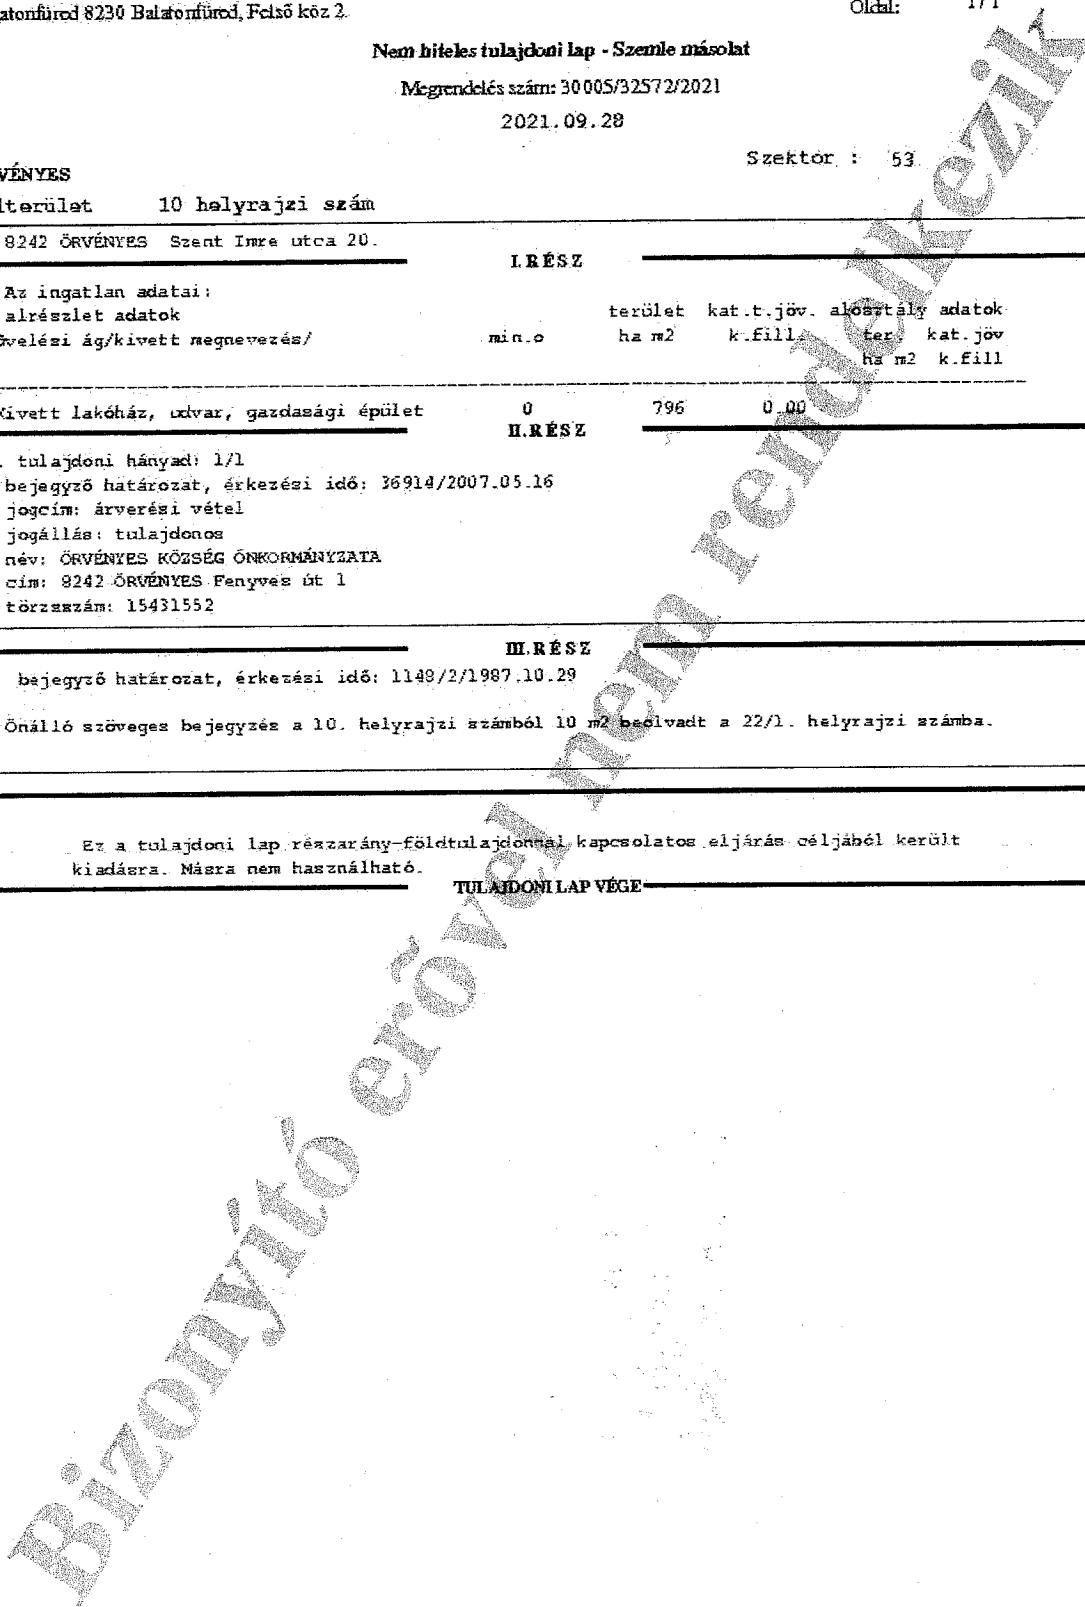 atonfüred 8230 Balatonfüred, Felső köz 2.
Oldal: 1/1
Nem hiteles tulajdoni lap - Szemle másolat
Megrendelés szám: 30005/32572/2021
2021.09.28
Szektor : 53
VÉNYES
lterület 10 helyrajzi szám
8242 ÖRVÉNYES Szent Imre utca 20.
I.RÉSZ
Az ingatlan adatai:
alrészlet adatok terület kat.t.jöv. alosztály adatok
ővelési ág/kivett megnevezés/ min.o ha m2 k.fill. ter. kat.jöv
ha m2 k.fill
Kivett lakóház, udvar, gazdasági épület 0 796 0.00
II.RÉSZ
. tulajdoni hányad: 1/1
bejegyző határozat, érkezési idő: 36914/2007.05.16
jogcím: árverési vétel
jogállás: tulajdonos
név: ÖRVÉNYES KÖZSÉG ÖNKORMÁNYZATA
cím: 8242 ÖRVÉNYES Fenyves út 1
törzsszám: 15431552
III.RÉSZ
bejegyző határozat, érkezési idő: 1148/2/1987.10.29
Önálló szöveges bejegyzés a 10. helyrajzi számból 10 m2 beolvadt a 22/1. helyrajzi számba.
Ez a tulajdoni lap részarány-földtulajdonnal kapcsolatos eljárás céljából került
kiadásra. Másra nem használható.
TULAJDONI LAP VÉGE
Bizonyító erővel nem rendelkezik